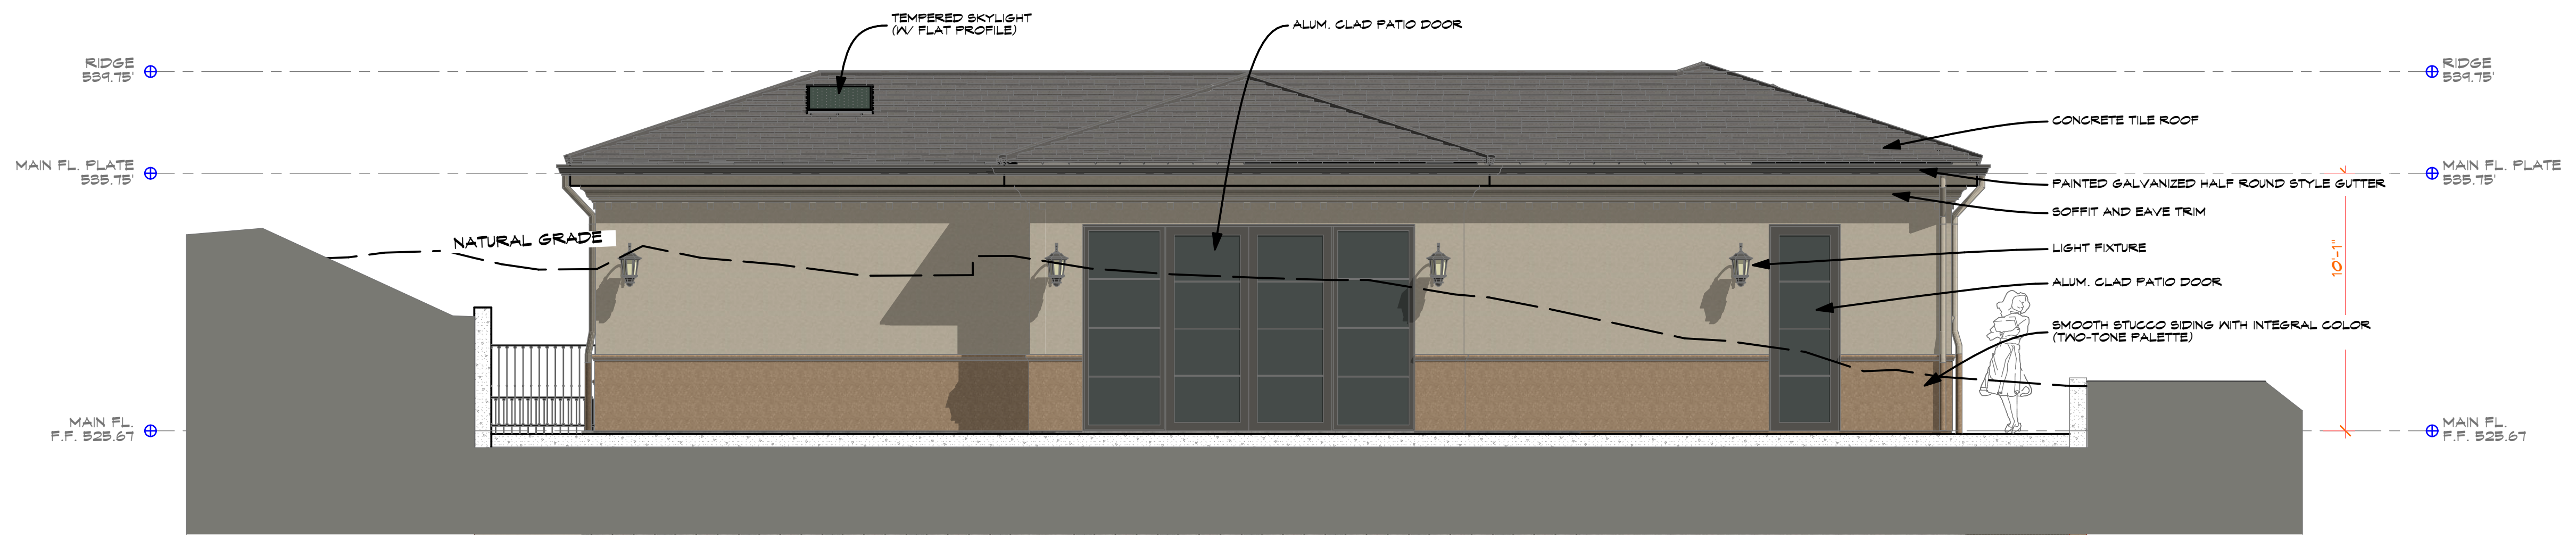 TEMPERED SKYLIGHT
(W/ FLAT PROFILE)
ALUM. CLAD PATIO DOOR
RIDGE
539.75'
RIDGE
539.75'
CONCRETE TILE ROOF
MAIN FL. PLATE
535.75'
MAIN FL. PLATE
535.75'
PAINTED GALVANIZED HALF ROUND STYLE GUTTER
SOFFIT AND EAVE TRIM
NATURAL GRADE
LIGHT FIXTURE
10'-1"
ALUM. CLAD PATIO DOOR
SMOOTH STUCCO SIDING WITH INTEGRAL COLOR
(TWO-TONE PALETTE)
MAIN FL.
F.F. 525.67
MAIN FL.
F.F. 525.67